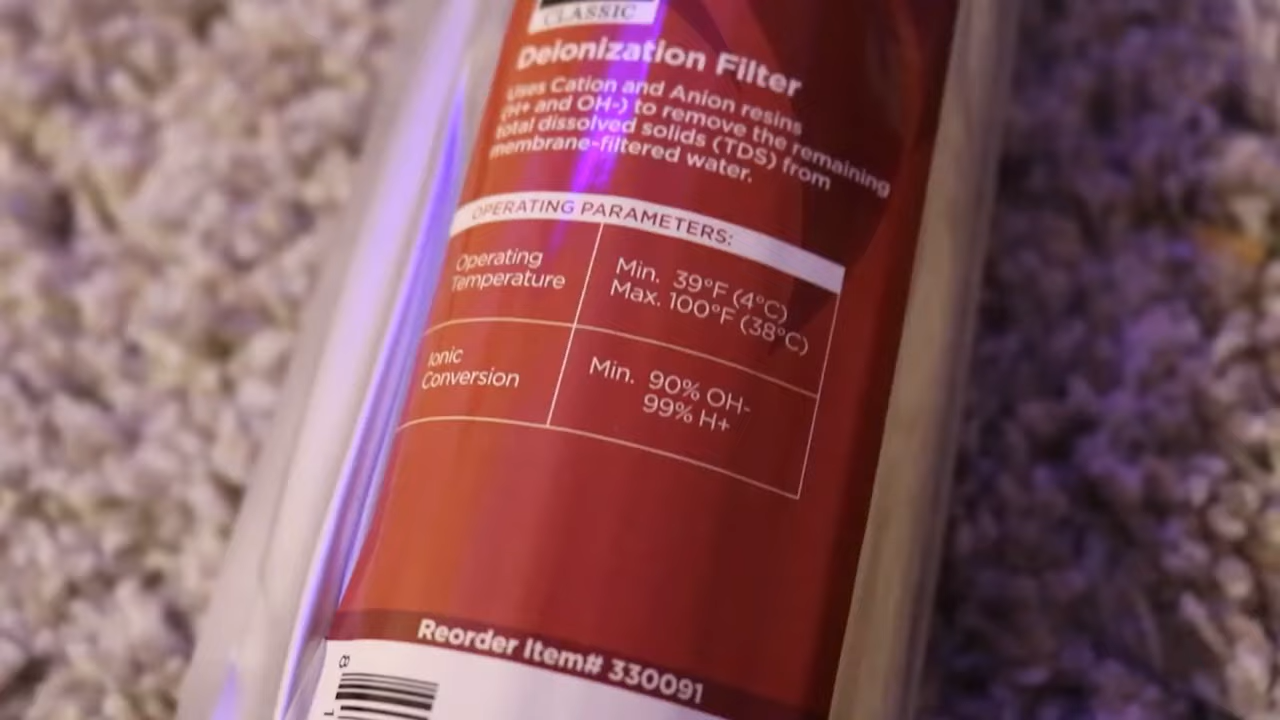 CLASSIC
Deionization Filter
Uses Cation and Anion resins
(H+ and OH-) to remove the remaining
total dissolved solids (TDS) from
membrane-filtered water.
OPERATING PARAMETERS:
Operating
Temperature
Min. 39°F (4°C)
Max. 100°F (38°C)
Ionic
Conversion
Min. 90% OH-
99% H+
Reorder Item# 330091
8